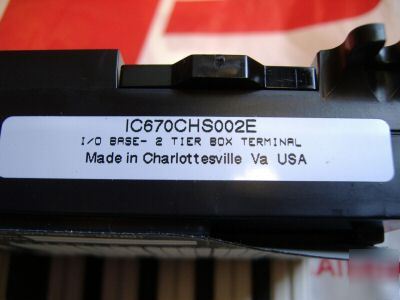 IC670CHS002E
I/O BASE- 2 TIER BOX TERMINAL
Made in Charlottesville Va USA